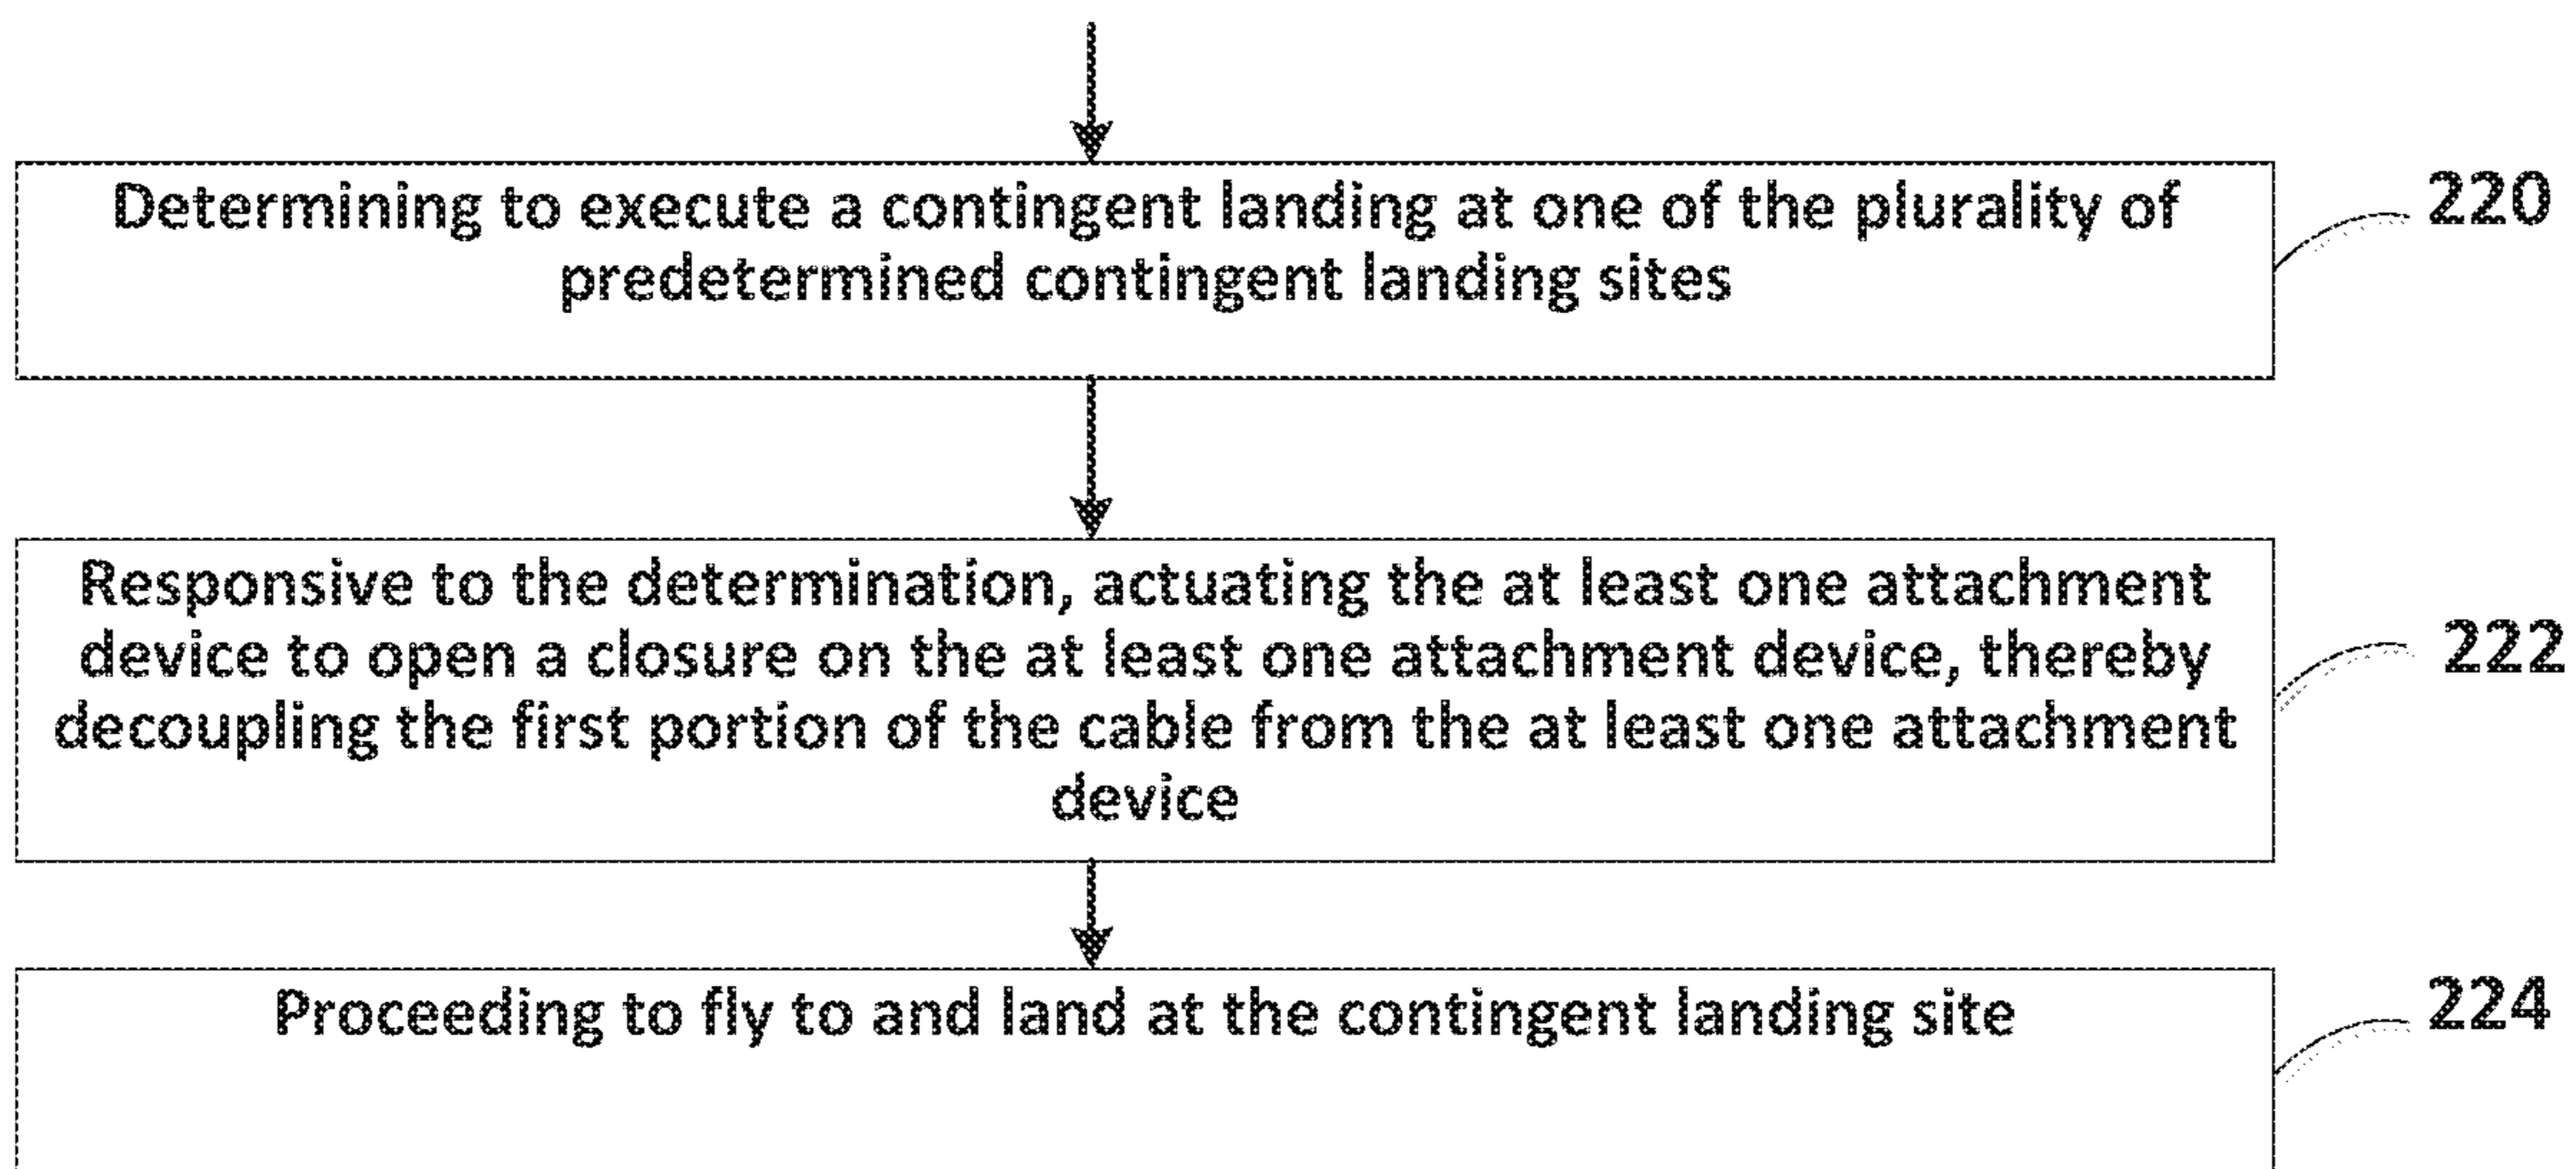 Determining to execute a contingent landing at one of the plurality of
predetermined contingent landing sites
220
Responsive to the determination, actuating the at least one attachment
device to open a closure on the at least one attachment device, thereby
decoupling the first portion of the cable from the at least one attachment
device
222
Proceeding to fly to and land at the contingent landing site
224